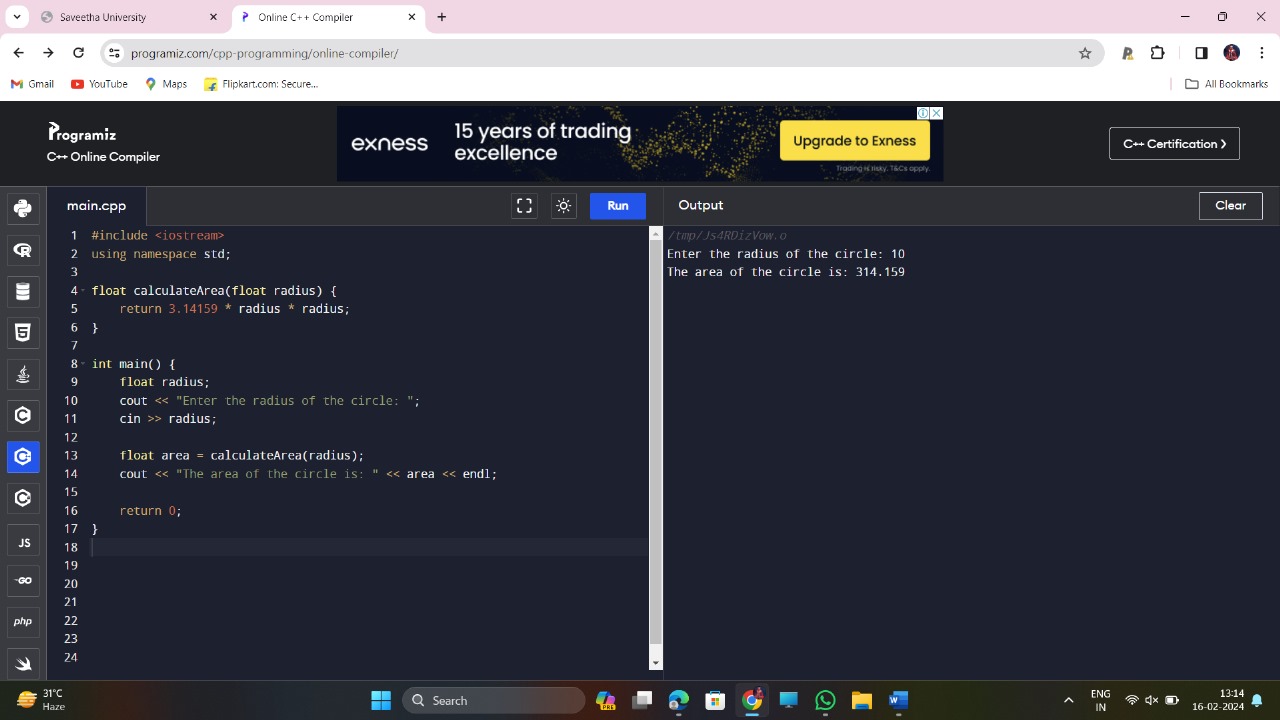 Saveetha University
Online C++ Compiler
programiz.com/cpp-programming/online-compiler/
Gmail
YouTube
Maps
Flipkart.com: Secure...
All Bookmarks
Programiz
C++ Online Compiler
exness
15 years of trading
excellence
Upgrade to Exness
Trading is risky. T&Cs apply.
C++ Certification >
main.cpp
Run
Output
Clear
1 #include <iostream>
2 using namespace std;
3
4 float calculateArea(float radius) {
5 return 3.14159 * radius * radius;
6 }
7
8 int main() {
9 float radius;
10 cout << "Enter the radius of the circle: ";
11 cin >> radius;
12
13 float area = calculateArea(radius);
14 cout << "The area of the circle is: " << area << endl;
15
16 return 0;
17 }
18
19
20
21
22
23
24
/tmp/Js4RDizVow.o
Enter the radius of the circle: 10
The area of the circle is: 314.159
JS
GO
php
31°C
Haze
Search
PRE
ENG
IN
13:14
16-02-2024